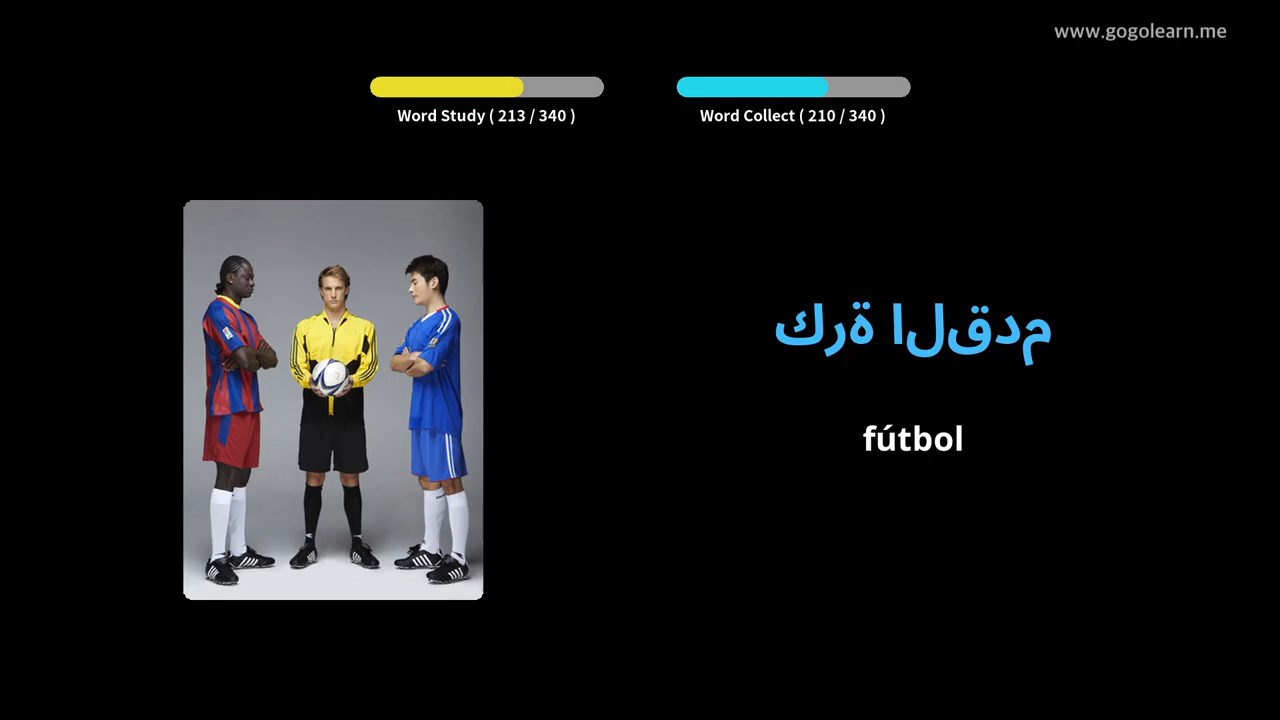 www.gogolearn.me
Word Study ( 213 / 340 )
Word Collect ( 210 / 340 )
كرة القدم
fútbol